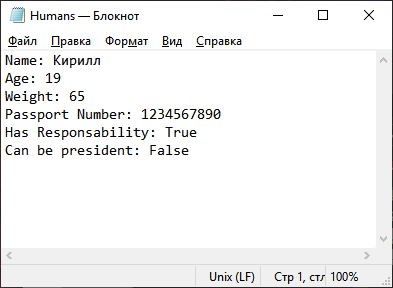 Humans — Блокнот
Файл Правка Формат Вид Справка
Name: Кирилл
Age: 19
Weight: 65
Passport Number: 1234567890
Has Responsability: True
Can be president: False
Unix (LF) Стр 1, стл 100%